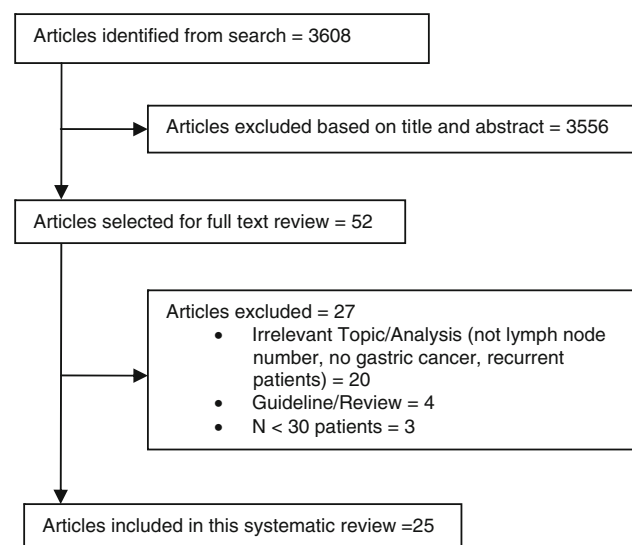 Articles identified from search = 3608
Articles excluded based on title and abstract = 3556
Articles selected for full text review = 52
Articles excluded = 27
• Irrelevant Topic/Analysis (not lymph node
number, no gastric cancer, recurrent
patients) = 20
• Guideline/Review = 4
• N < 30 patients = 3
Articles included in this systematic review =25